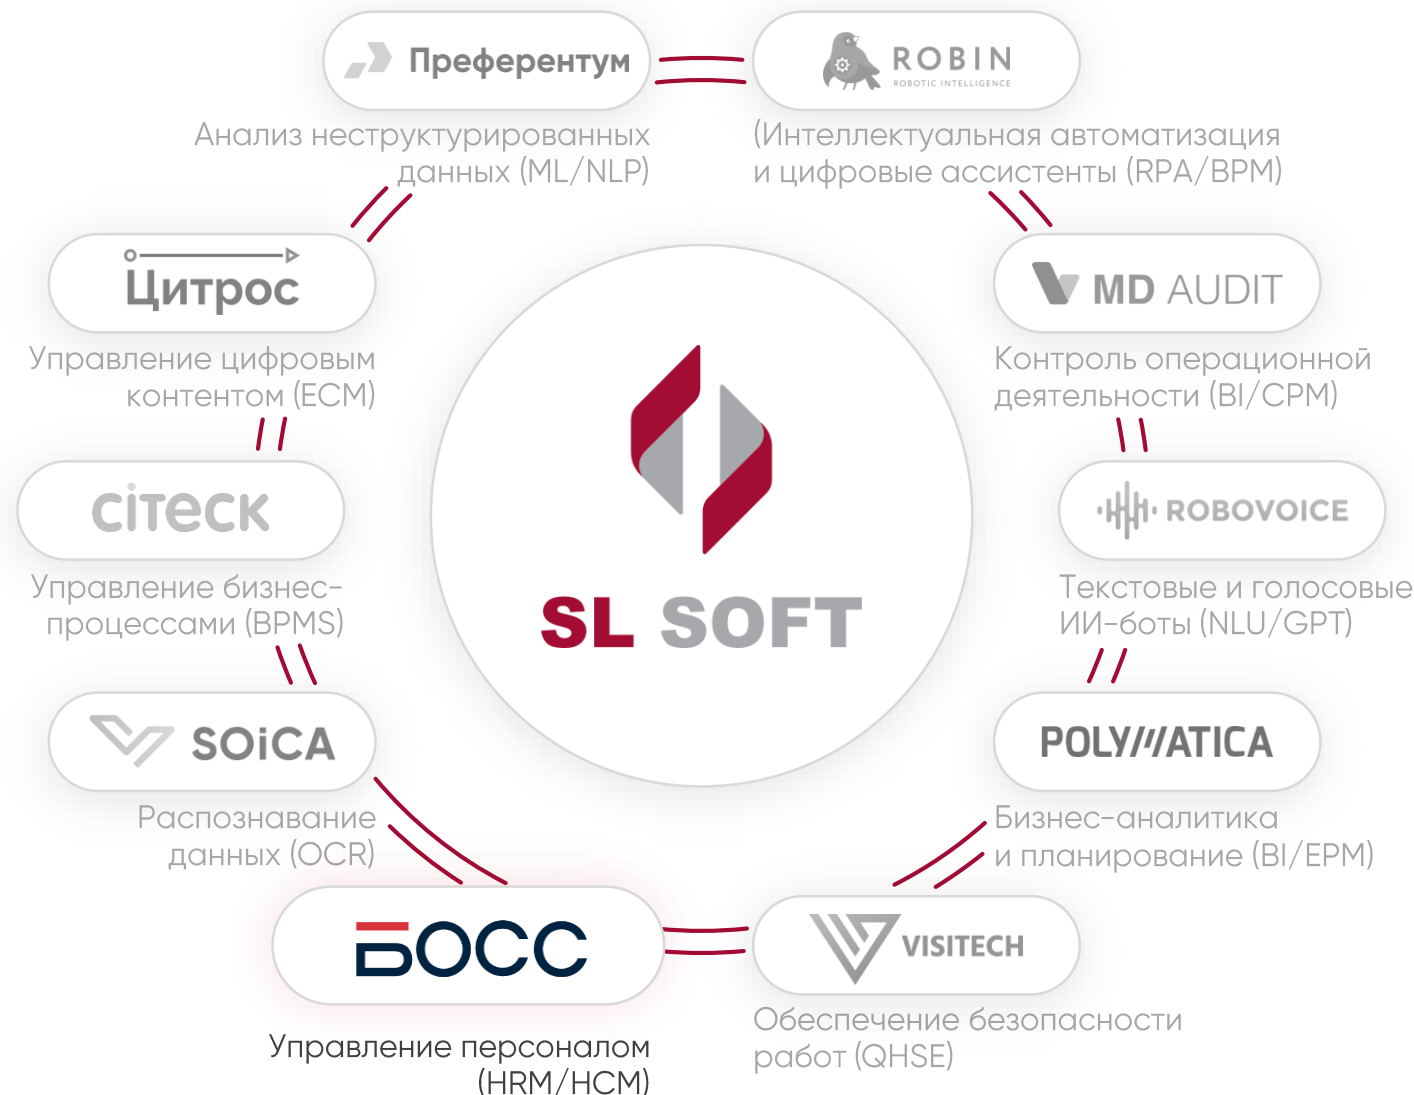 Преферентум
Анализ неструктурированных
данных (ML/NLP)
ROBIN
ROBOTIC INTELLIGENCE
(Интеллектуальная автоматизация
и цифровые ассистенты (RPA/BPM)
Цитрос
Управление цифровым
контентом (ECM)
MD AUDIT
Контроль операционной
деятельности (BI/CPM)
citeck
Управление бизнес-
процессами (BPMS)
SL SOFT
ROBOVOICE
Текстовые и голосовые
ИИ-боты (NLU/GPT)
SOiCA
Распознавание
данных (OCR)
POLYMATICA
Бизнес-аналитика
и планирование (BI/EPM)
БОСС
Управление персоналом
(HRM/HCM)
VISITECH
Обеспечение безопасности
работ (QHSE)